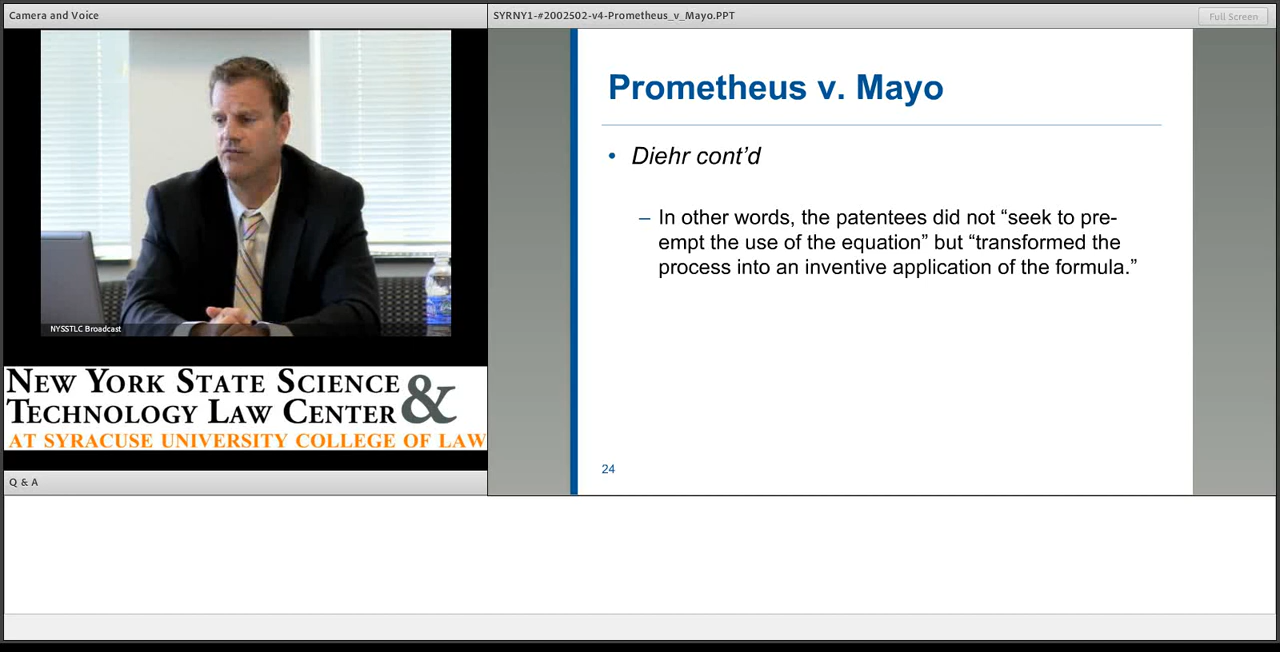 Camera and Voice
SYRNY1-#2002502-v4-Prometheus_v_Mayo.PPT
Full Screen
NYSSTLC Broadcast
NEW YORK STATE SCIENCE &
TECHNOLOGY LAW CENTER
AT SYRACUSE UNIVERSITY COLLEGE OF LAW
Prometheus v. Mayo
• Diehr cont’d
– In other words, the patentees did not “seek to pre-
empt the use of the equation” but “transformed the
process into an inventive application of the formula.”
24
Q & A